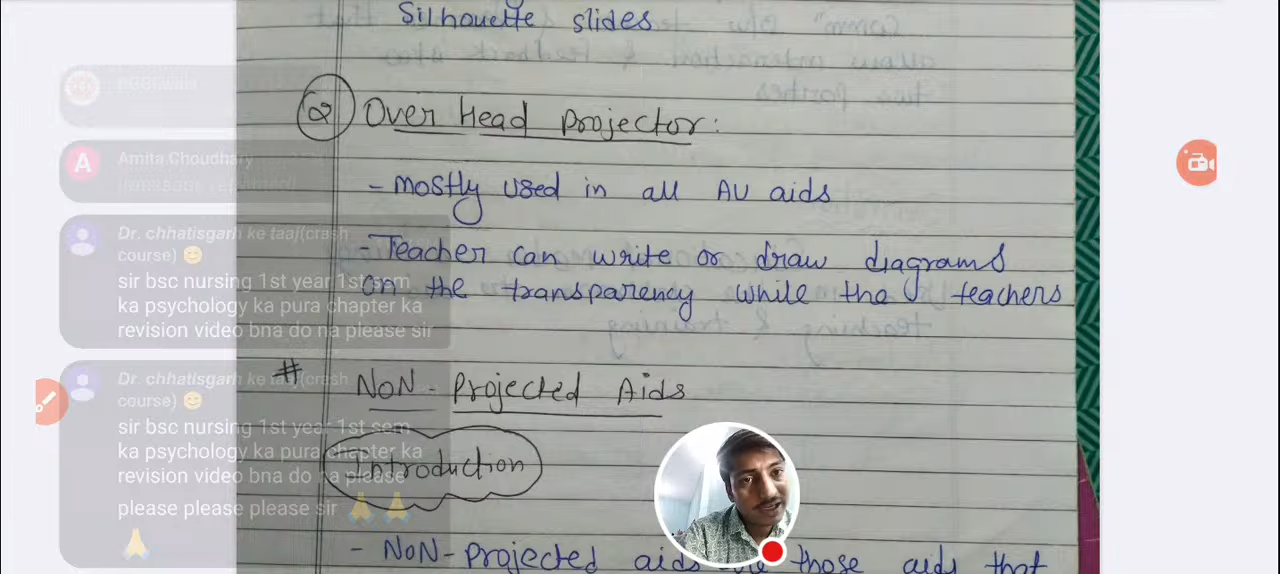 Silhouette slides
Q Over Head Projector:
- Mostly used in all AV aids
- Teacher can write or draw diagrams
on the transparency while the teachers
# NON - Projected Aids
Introduction
- NON - projected aids those aids that
A Amita Choudhary
(message retracted)
Dr. chhatisgarh ke taaj(crash
course) 😊
sir bsc nursing 1st year 1st sem
ka psychology ka pura chapter ka
revision video bna do na please sir
Dr. chhatisgarh ke taaj(crash
course) 😊
sir bsc nursing 1st year 1st sem
ka psychology ka pura chapter ka
revision video bna do na please
please please please sir 🙏 🙏
🙏